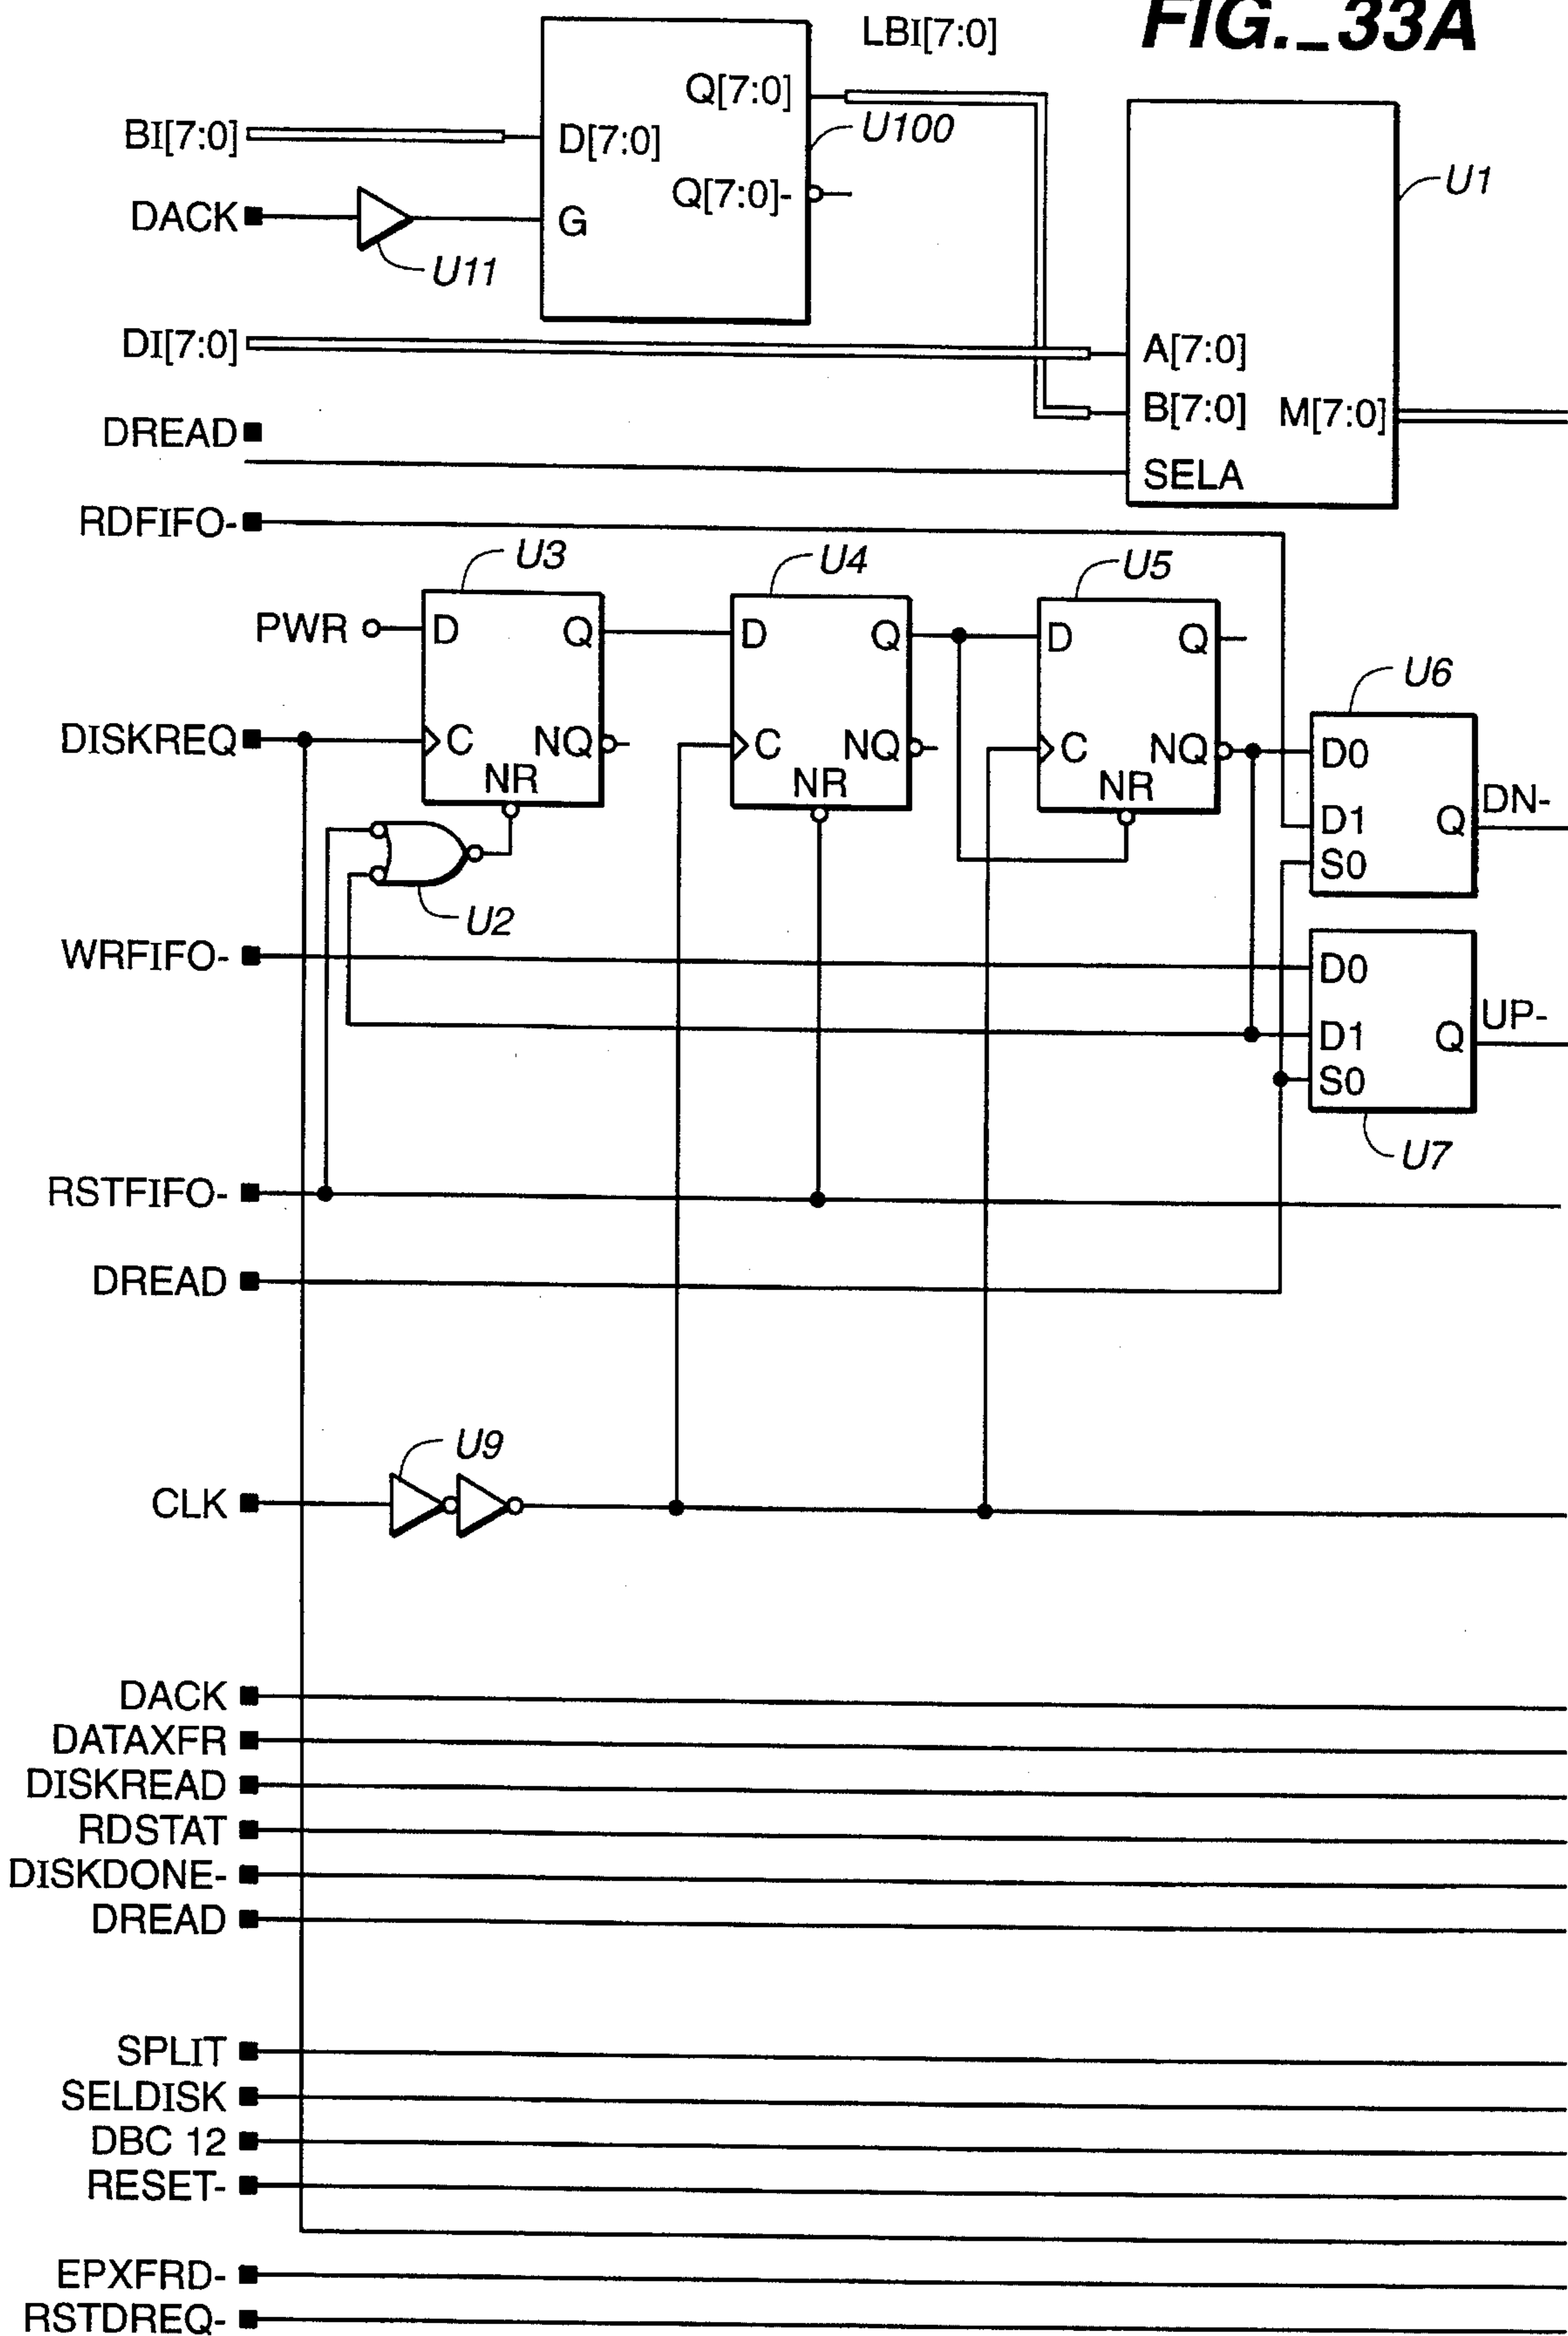 FIG._33A
LBI[7:0]
Q[7:0]
BI[7:0]
D[7:0]
U100
Q[7:0]-
U1
DACK
G
U11
DI[7:0]
A[7:0]
B[7:0] M[7:0]
DREAD
SELA
RDFIFO-
U3
U4
U5
PWR
D Q
D Q
D Q
U6
DISKREQ
C NQ
C NQ
C NQ
D0
NR
NR
NR
DN-
D1
Q
S0
U2
WRFIFO-
D0
UP-
D1
Q
S0
U7
RSTFIFO-
DREAD
U9
CLK
DACK
DATAXFR
DISKREAD
RDSTAT
DISKDONE-
DREAD
SPLIT
SELDISK
DBC 12
RESET-
EPXFRD-
RSTDREQ-